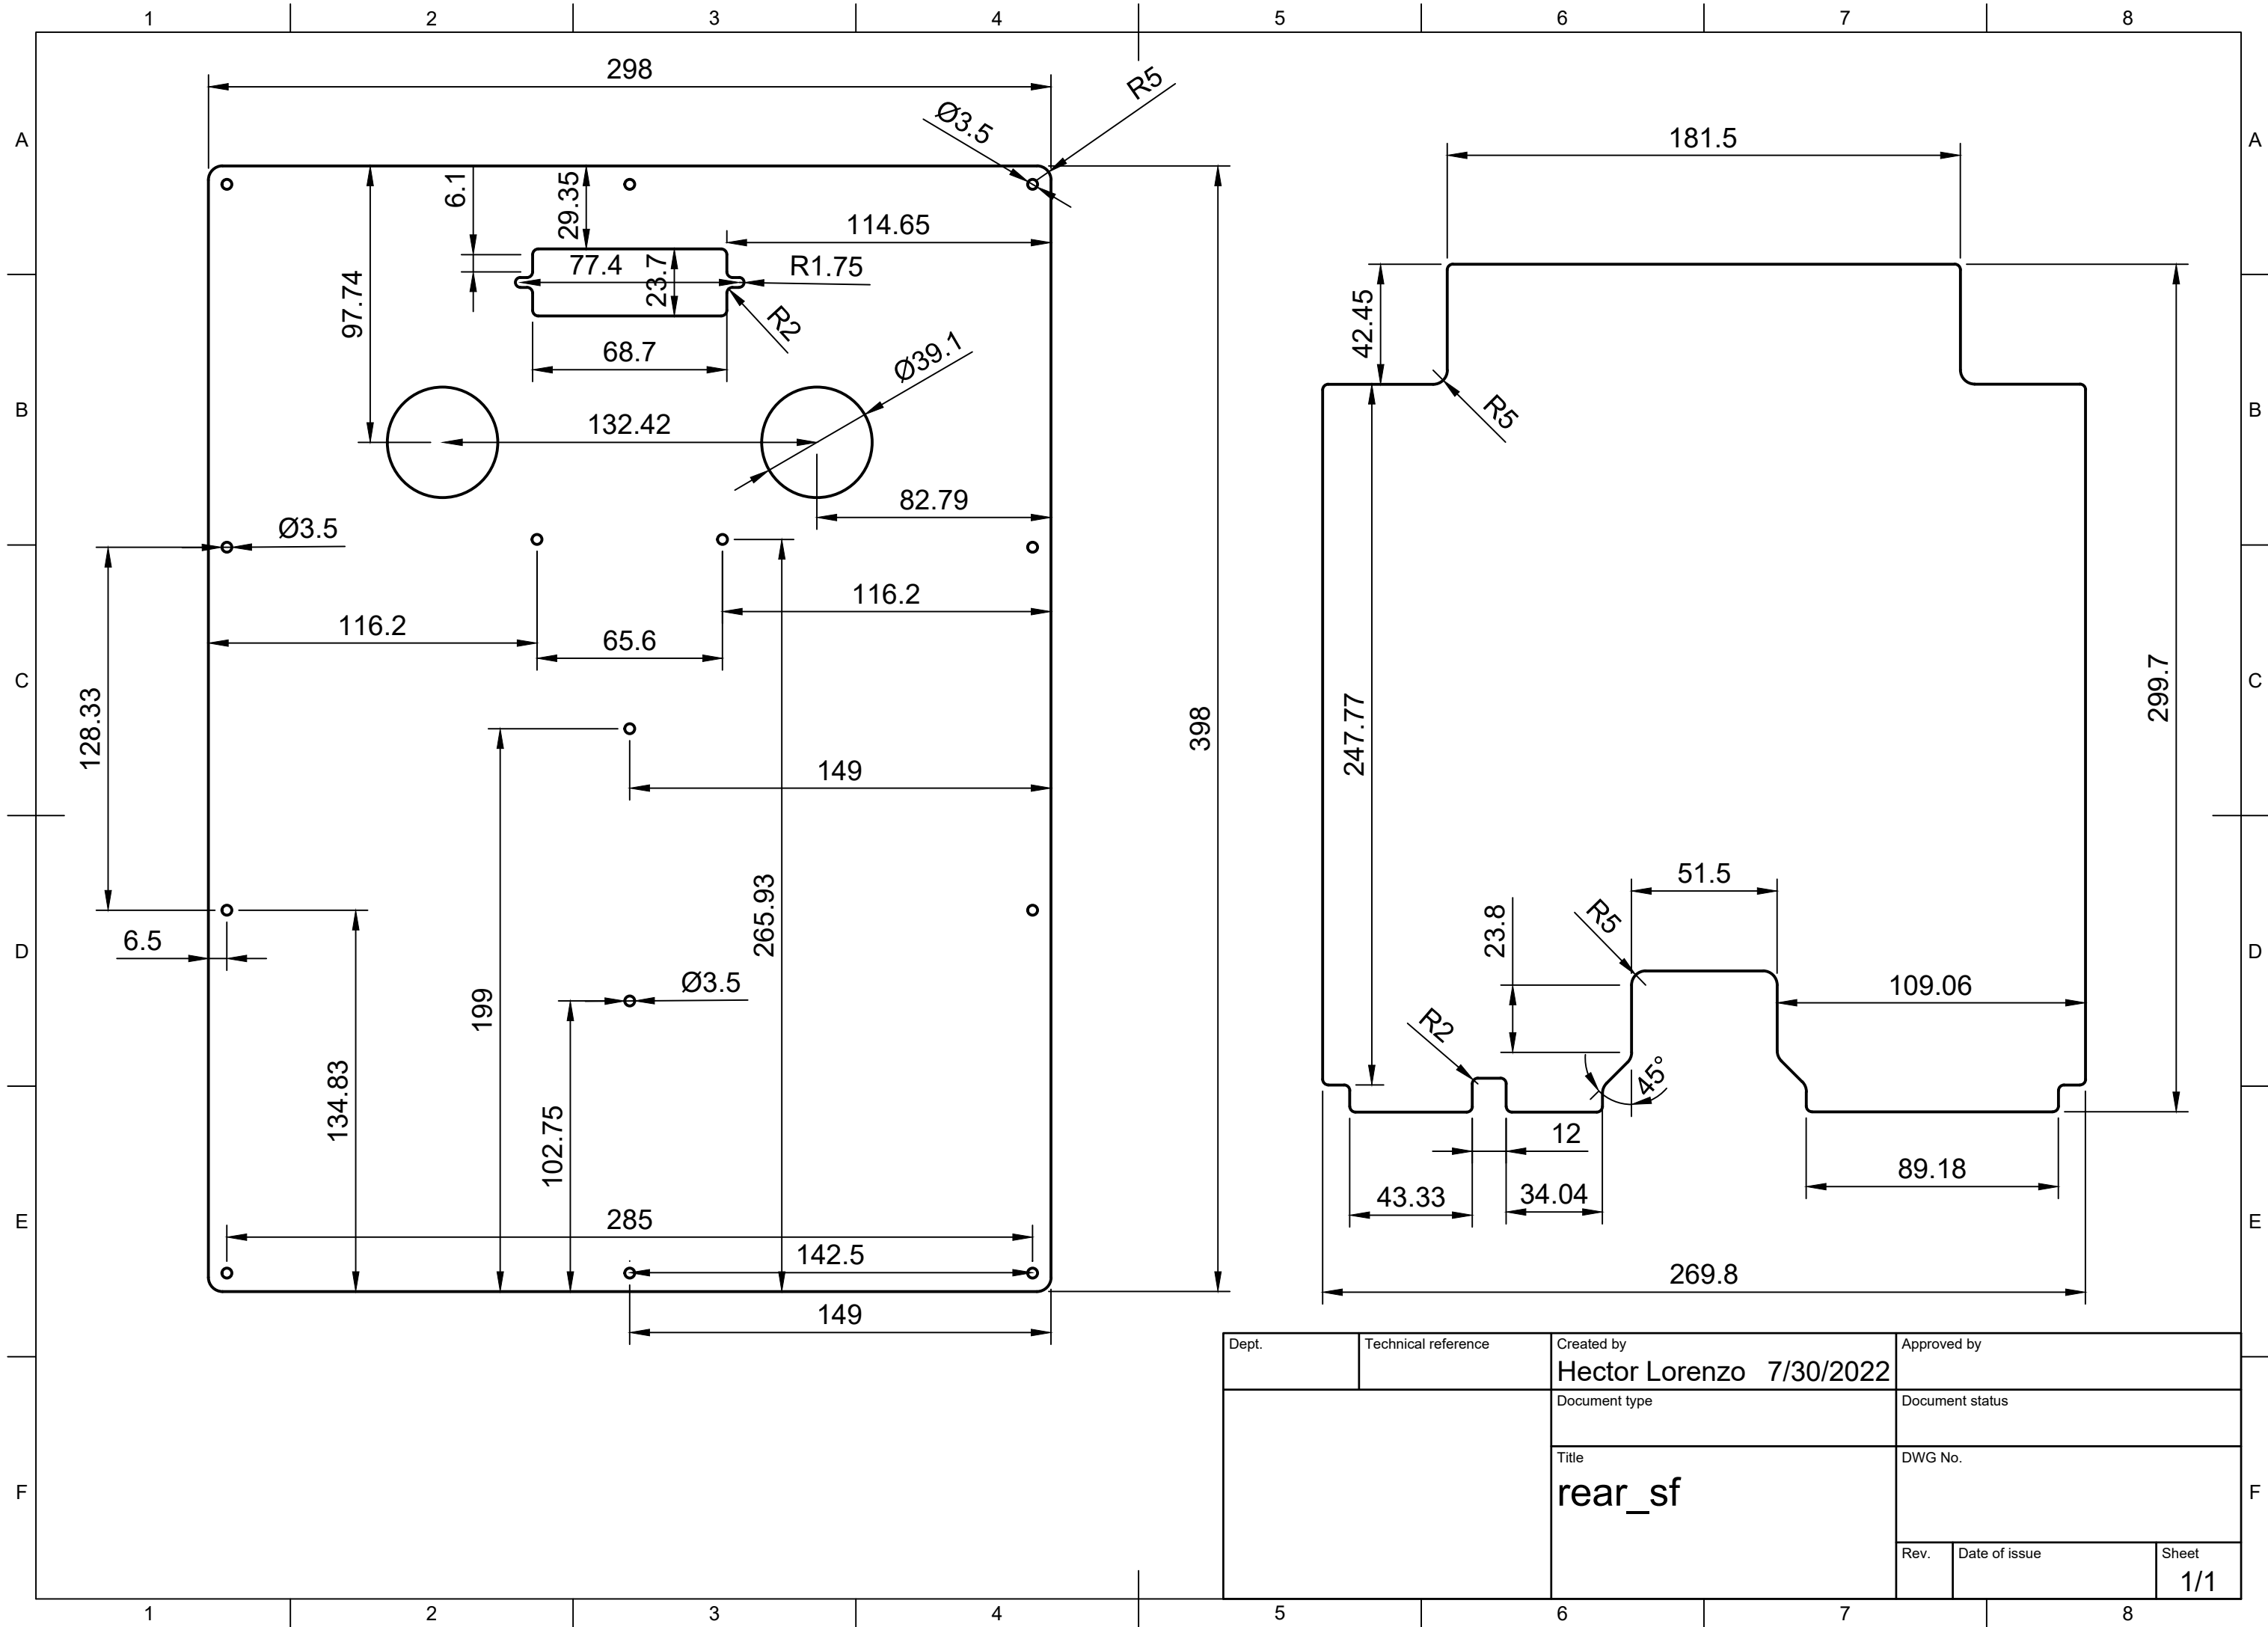 1 2 3 4 5 6 7 8
A A
B B
C C
D D
E E
F F
298
R5
Ø3.5
6.1
29.35
114.65
97.74
77.4
23.7
R1.75
R2
68.7
Ø39.1
132.42
82.79
Ø3.5
116.2
116.2
65.6
128.33
149
398
265.93
6.5
199
Ø3.5
134.83
102.75
285
142.5
149
181.5
42.45
R5
247.77
299.7
51.5
R5
23.8
109.06
R2
45°
12
89.18
43.33
34.04
269.8
Dept.
Technical reference
Created by
Hector Lorenzo 7/30/2022
Approved by
Document type
Document status
Title
rear_sf
DWG No.
Rev.
Date of issue
Sheet
1/1
1 2 3 4 5 6 7 8